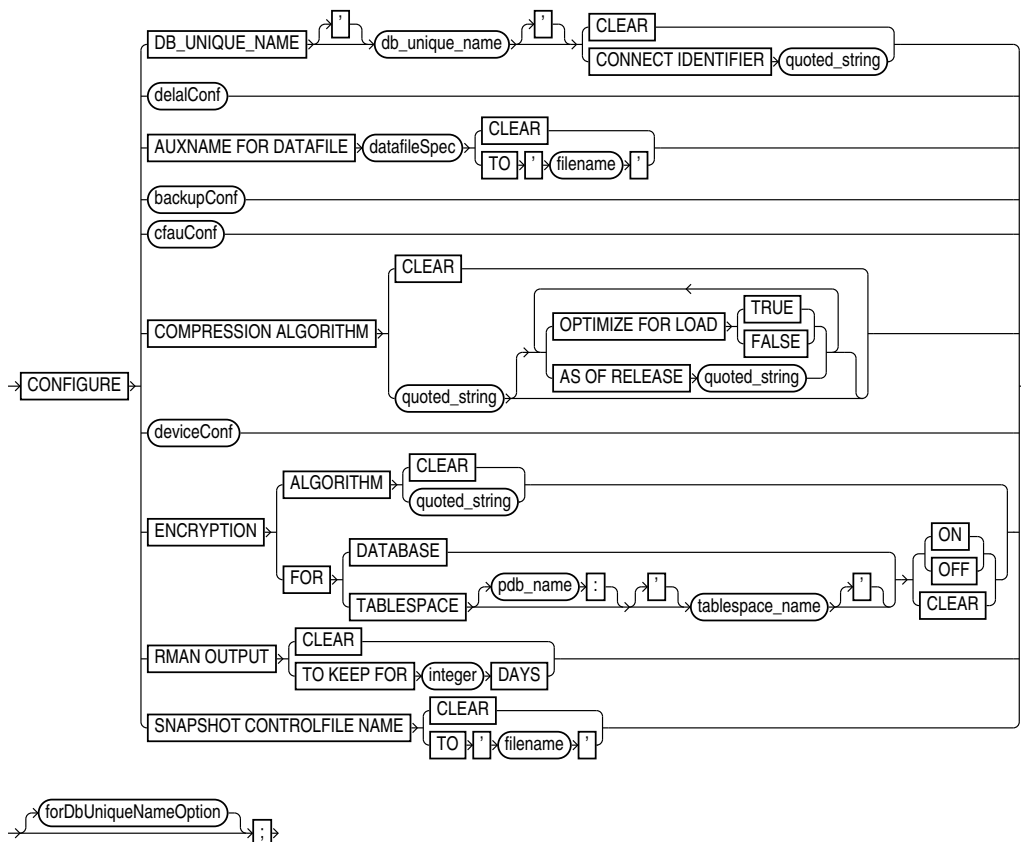 ' '
CLEAR
DB_UNIQUE_NAME db_unique_name
CONNECT IDENTIFIER quoted_string
delalConf
CLEAR
AUXNAME FOR DATAFILE datafileSpec
TO ' filename '
backupConf
cfauConf
CLEAR
TRUE
OPTIMIZE FOR LOAD
FALSE
COMPRESSION ALGORITHM
AS OF RELEASE quoted_string
CONFIGURE
quoted_string
deviceConf
CLEAR
ALGORITHM
quoted_string
ENCRYPTION
ON
DATABASE
OFF
FOR
pdb_name : ' '
CLEAR
TABLESPACE tablespace_name
CLEAR
RMAN OUTPUT
TO KEEP FOR integer DAYS
CLEAR
SNAPSHOT CONTROLFILE NAME
TO ' filename '
forDbUniqueNameOption
;